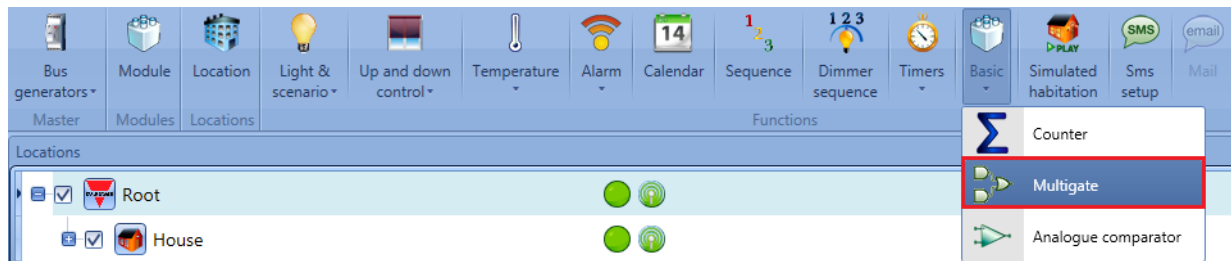 1 2 3
1 2 3
14
SMS
email
PLAY
Bus generators
Module
Location
Light & scenario
Up and down control
Temperature
Alarm
Calendar
Sequence
Dimmer sequence
Timers
Basic
Simulated habitation
Sms setup
Mail
Master
Modules
Locations
Functions
Counter
Locations
Multigate
Root
House
Analogue comparator